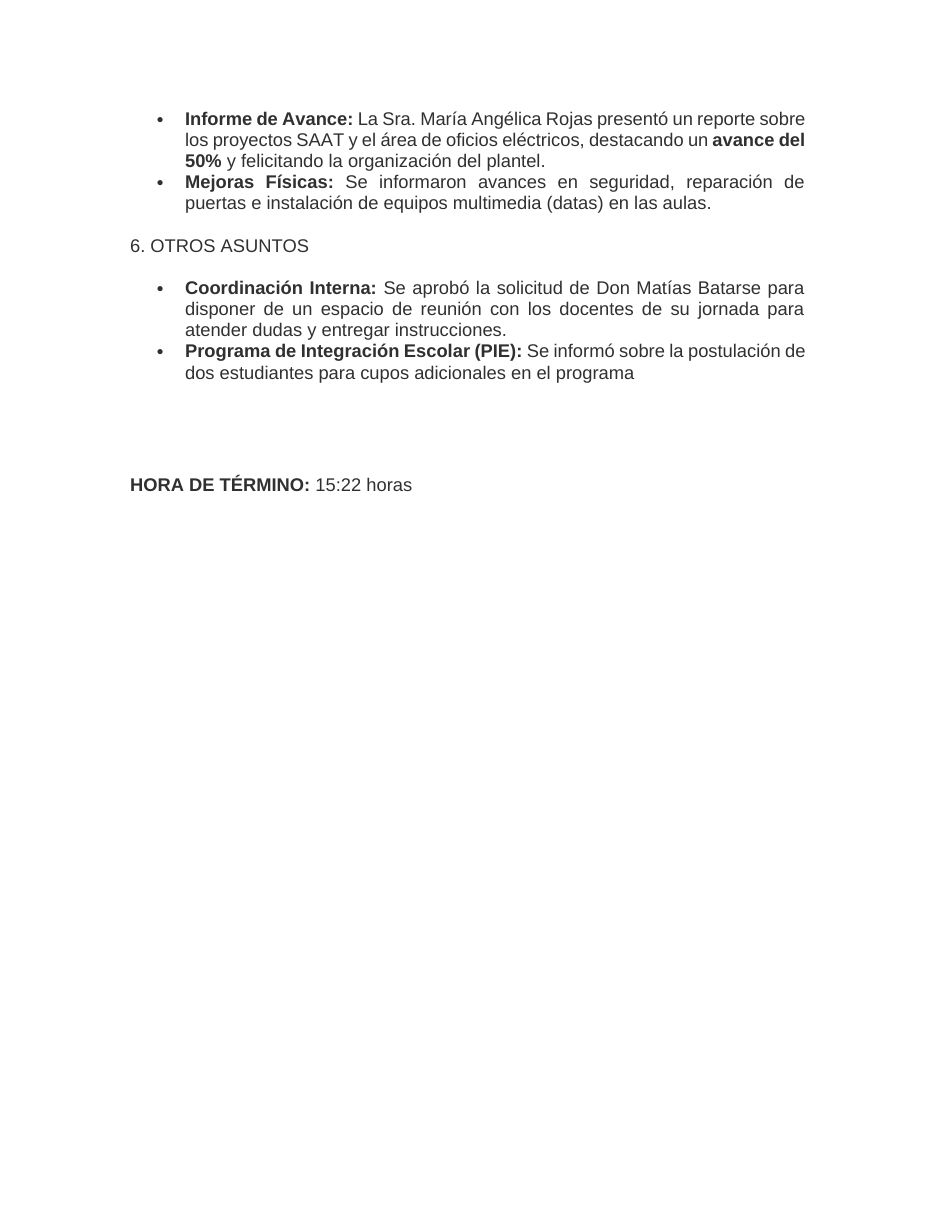 • Informe de Avance: La Sra. María Angélica Rojas presentó un reporte sobre
los proyectos SAAT y el área de oficios eléctricos, destacando un avance del
50% y felicitando la organización del plantel.
• Mejoras Físicas: Se informaron avances en seguridad, reparación de
puertas e instalación de equipos multimedia (datas) en las aulas.
6. OTROS ASUNTOS
• Coordinación Interna: Se aprobó la solicitud de Don Matías Batarse para
disponer de un espacio de reunión con los docentes de su jornada para
atender dudas y entregar instrucciones.
• Programa de Integración Escolar (PIE): Se informó sobre la postulación de
dos estudiantes para cupos adicionales en el programa
HORA DE TÉRMINO: 15:22 horas